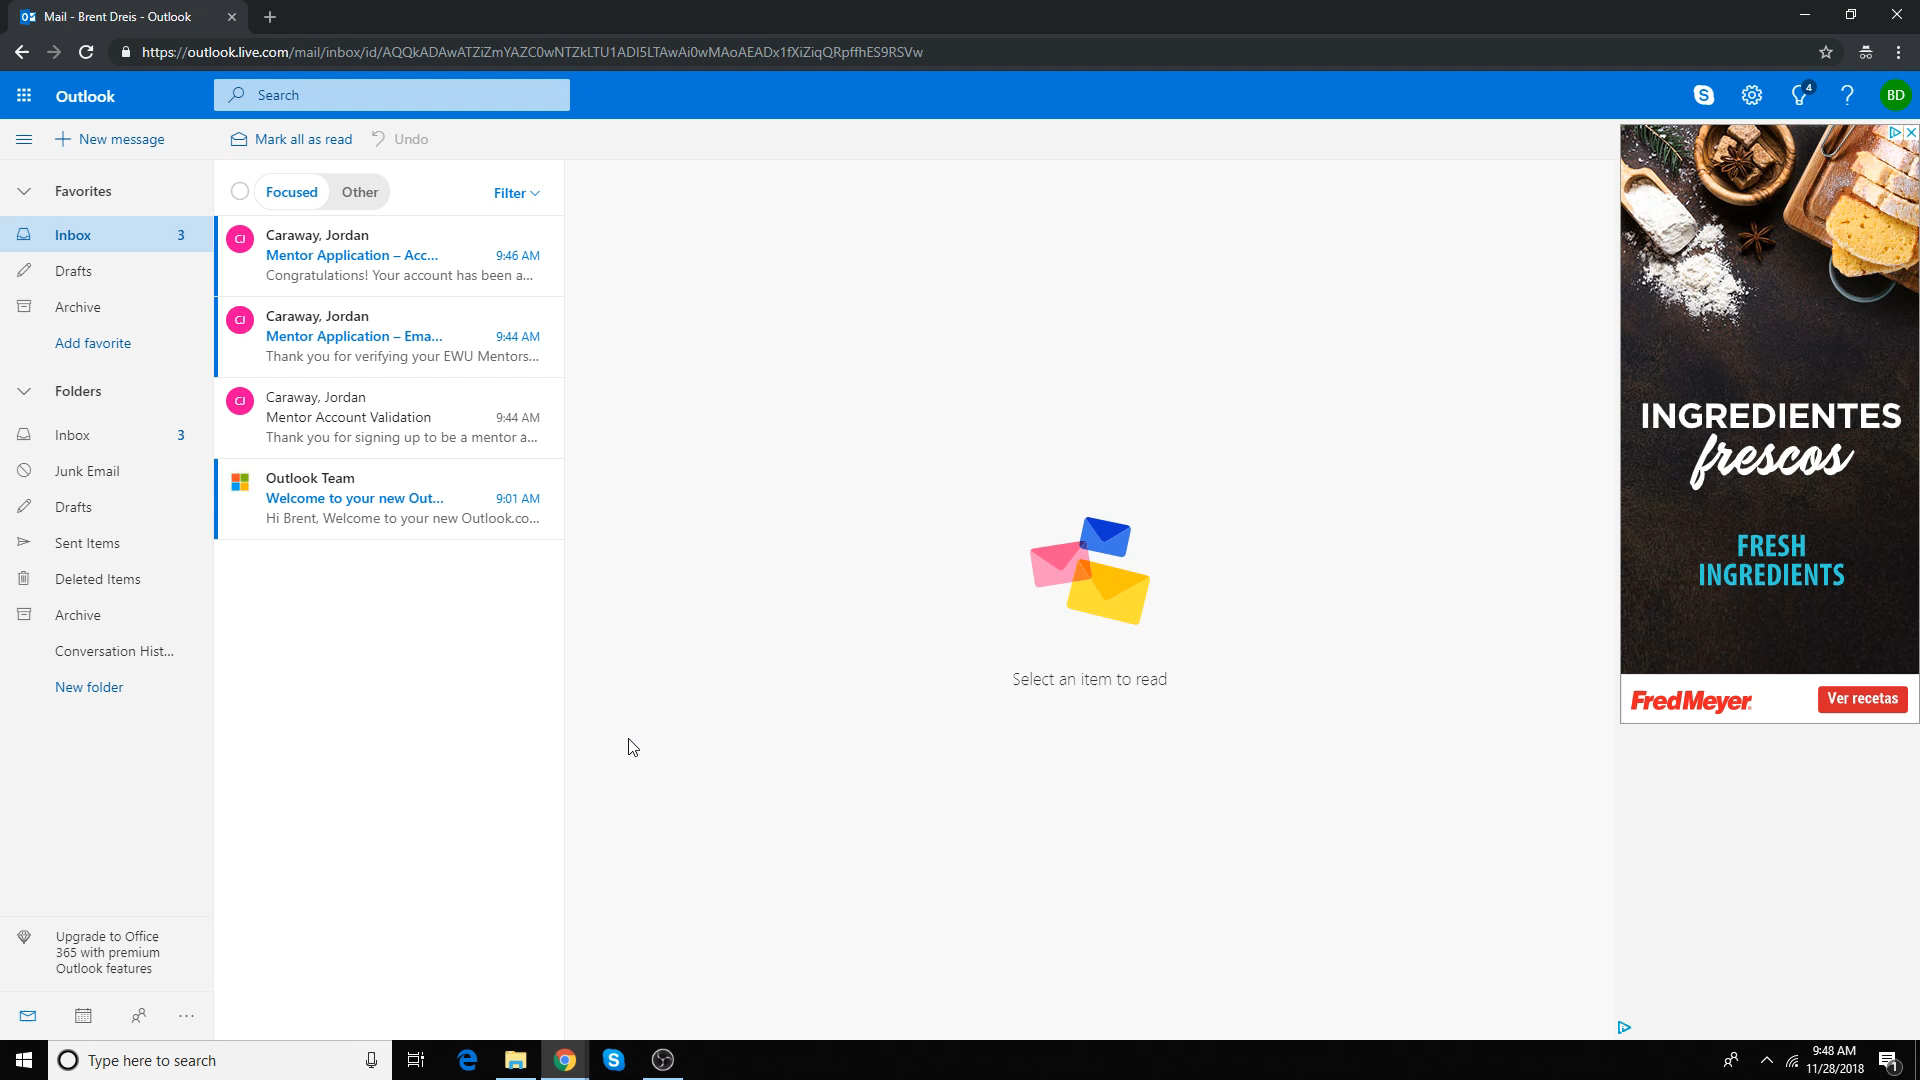 Mail - Brent Dreis - Outlook
https://outlook.live.com/mail/inbox/id/AQQkADAwATZiZmYAZC0wNTZkLTU1ADI5LTAwAi0wMAoAEADx1fXiZiqQRpffhES9RSVw
Outlook
Search
4
BD
New message
Mark all as read
Undo
Favorites
Inbox 3
Drafts
Archive
Add favorite
Folders
Inbox 3
Junk Email
Drafts
Sent Items
Deleted Items
Archive
Conversation Hist...
New folder
Upgrade to Office
365 with premium
Outlook features
Focused
Other
Filter
CJ
Caraway, Jordan
Mentor Application – Acc... 9:46 AM
Congratulations! Your account has been a...
CJ
Caraway, Jordan
Mentor Application – Ema... 9:44 AM
Thank you for verifying your EWU Mentors...
CJ
Caraway, Jordan
Mentor Account Validation 9:44 AM
Thank you for signing up to be a mentor a...
Outlook Team
Welcome to your new Out... 9:01 AM
Hi Brent, Welcome to your new Outlook.co...
Select an item to read
INGREDIENTES
frescos
FRESH
INGREDIENTS
FredMeyer
Ver recetas
Type here to search
9:48 AM
11/28/2018
1